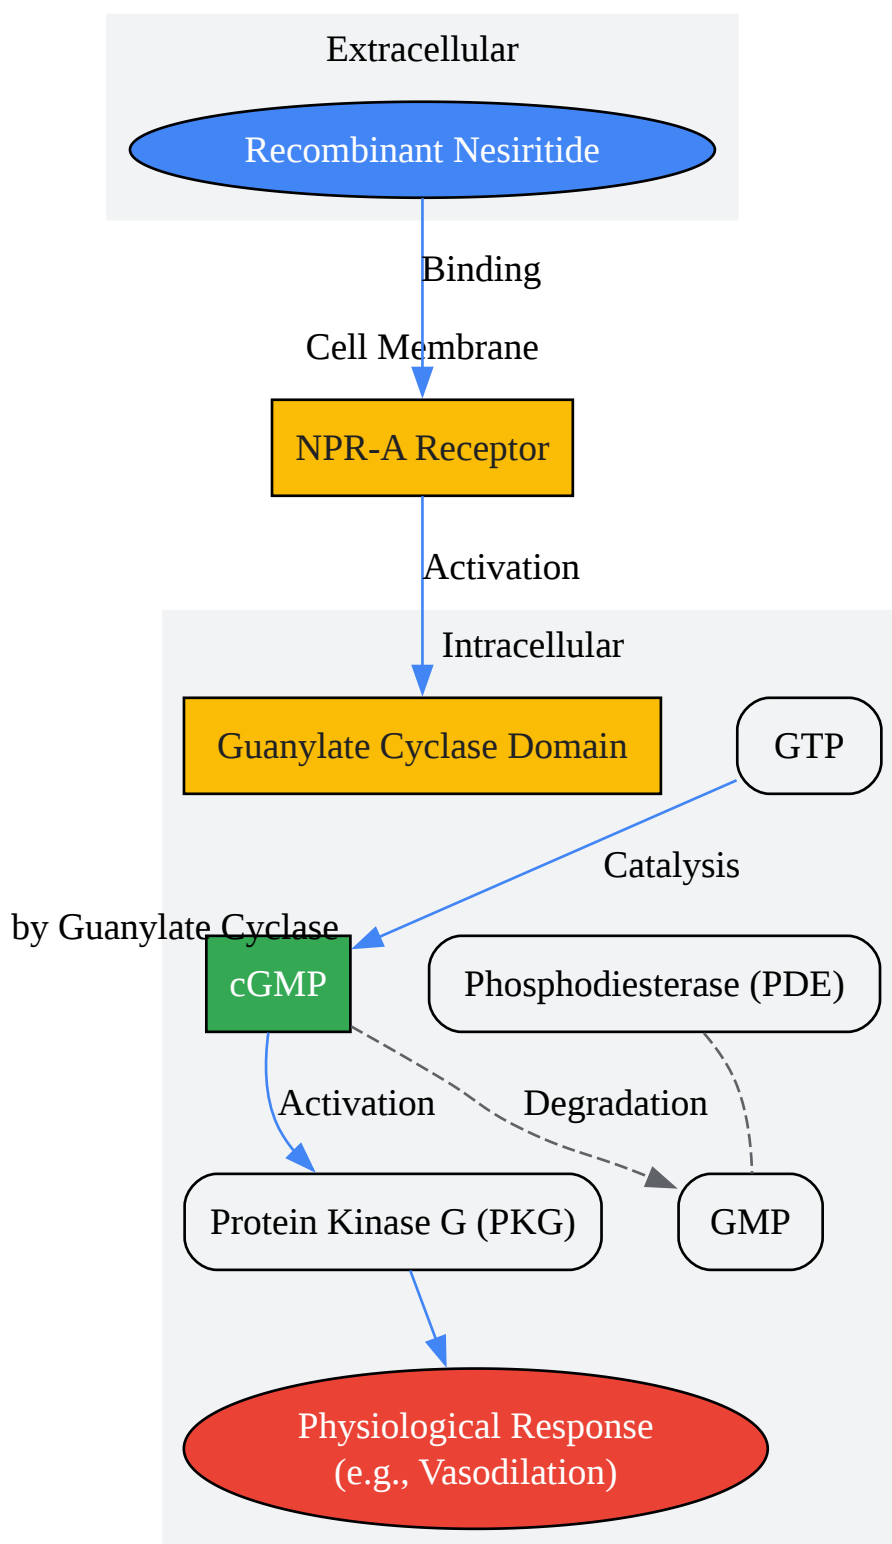 Extracellular
Recombinant Nesiritide
Binding
Cell Membrane
NPR-A Receptor
Activation
Intracellular
Guanylate Cyclase Domain
GTP
Catalysis
by Guanylate Cyclase
cGMP
Phosphodiesterase (PDE)
Activation
Degradation
Protein Kinase G (PKG)
GMP
Physiological Response
(e.g., Vasodilation)